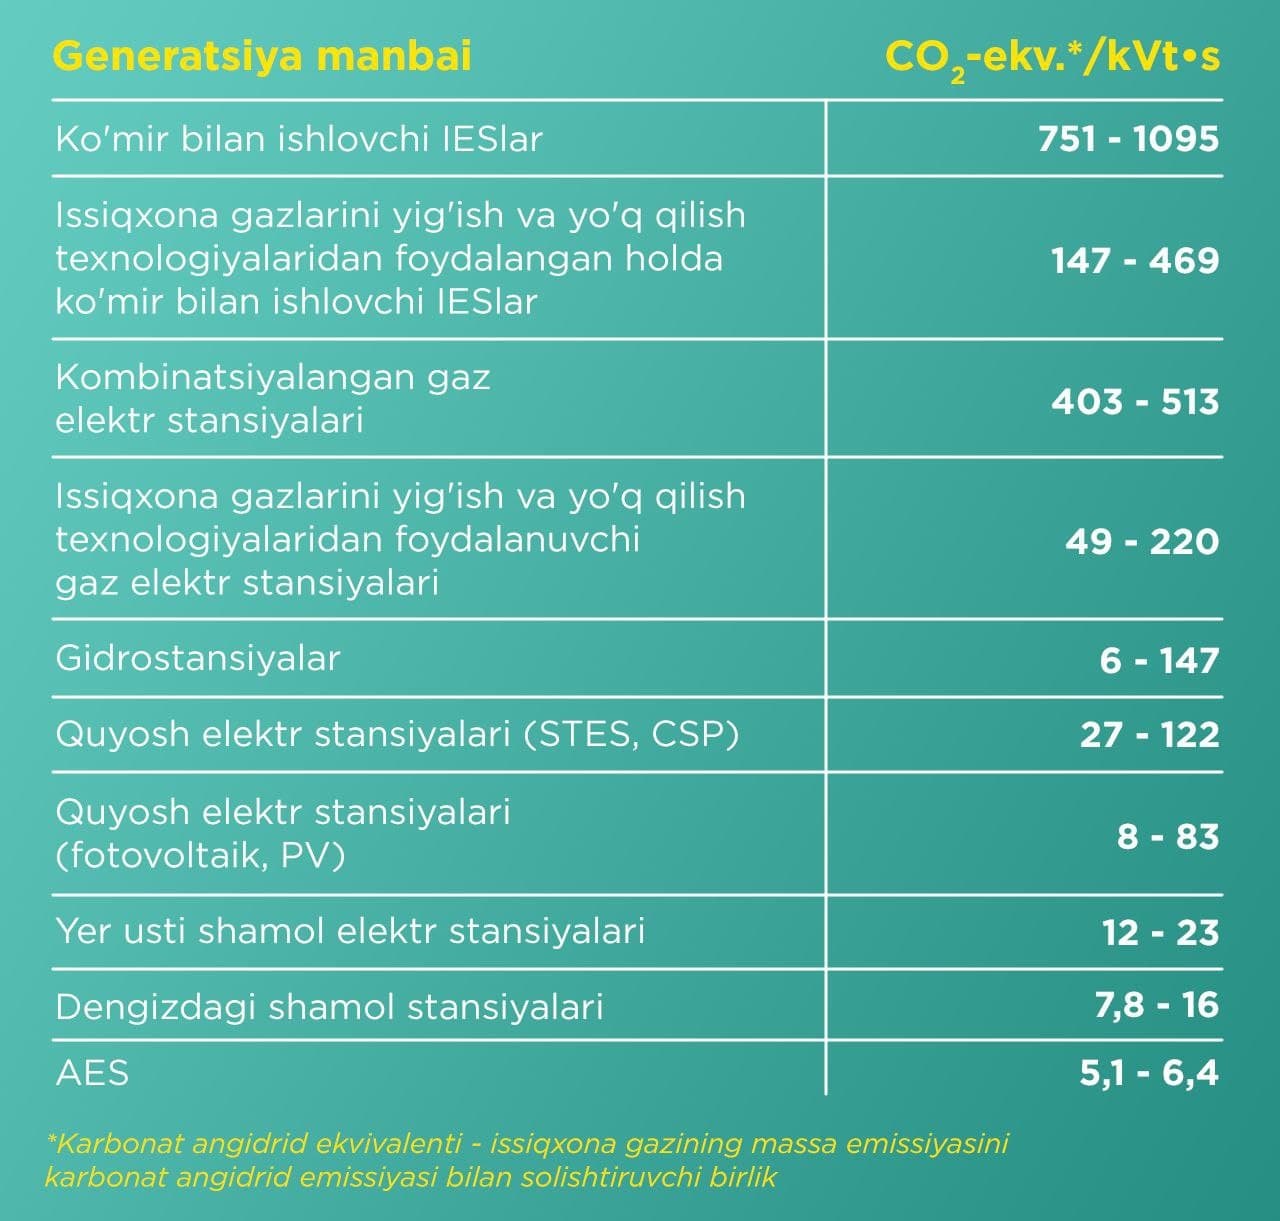 Generatsiya manbai
CO₂-ekv.*/kVt•s
Ko'mir bilan ishlovchi IESlar
751 - 1095
Issiqxona gazlarini yig'ish va yo'q qilish
texnologiyalaridan foydalangan holda
ko'mir bilan ishlovchi IESlar
147 - 469
Kombinatsiyalangan gaz
elektr stansiyalari
403 - 513
Issiqxona gazlarini yig'ish va yo'q qilish
texnologiyalaridan foydalanuvchi
gaz elektr stansiyalari
49 - 220
Gidrostansiyalar
6 - 147
Quyosh elektr stansiyalari (STES, CSP)
27 - 122
Quyosh elektr stansiyalari
(fotovoltaik, PV)
8 - 83
Yer usti shamol elektr stansiyalari
12 - 23
Dengizdagi shamol stansiyalari
7,8 - 16
AES
5,1 - 6,4
*Karbonat angidrid ekvivalenti - issiqxona gazining massa emissiyasini
karbonat angidrid emissiyasi bilan solishtiruvchi birlik